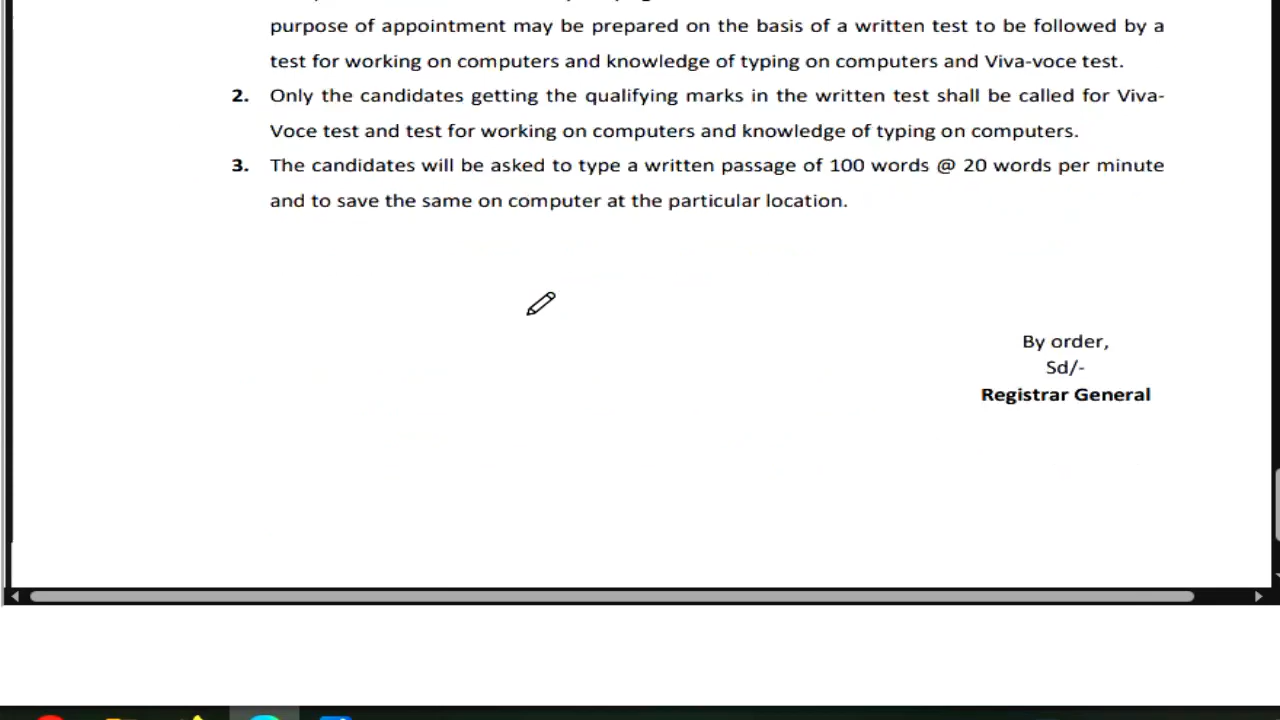 purpose of appointment may be prepared on the basis of a written test to be followed by a
test for working on computers and knowledge of typing on computers and Viva-voce test.
2. Only the candidates getting the qualifying marks in the written test shall be called for Viva-
Voce test and test for working on computers and knowledge of typing on computers.
3. The candidates will be asked to type a written passage of 100 words @ 20 words per minute
and to save the same on computer at the particular location.
By order,
Sd/-
Registrar General